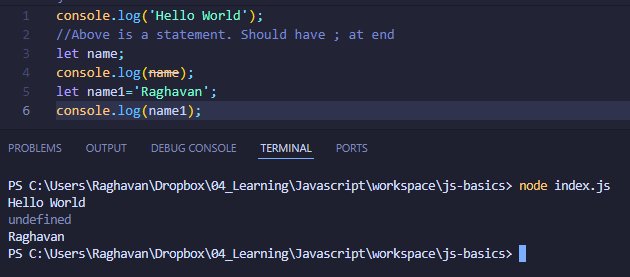 1 console.log('Hello World');
2 //Above is a statement. Should have ; at end
3 let name;
4 console.log(name);
5 let name1='Raghavan';
6 console.log(name1);
PROBLEMS OUTPUT DEBUG CONSOLE TERMINAL PORTS
PS C:\Users\Raghavan\Dropbox\04_Learning\Javascript\workspace\js-basics> node index.js
Hello World
undefined
Raghavan
PS C:\Users\Raghavan\Dropbox\04_Learning\Javascript\workspace\js-basics>